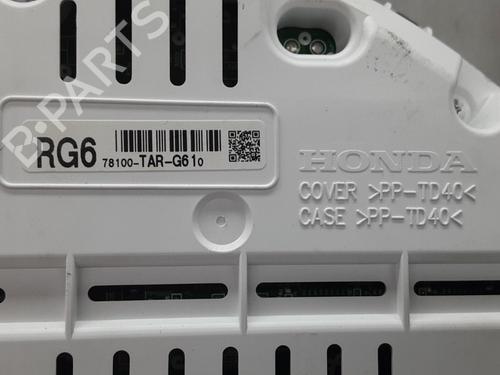 B-PARTS
RG6 78100-TAR-G610
HONDA
COVER >PP-TD40<
CASE >PP-TD40<